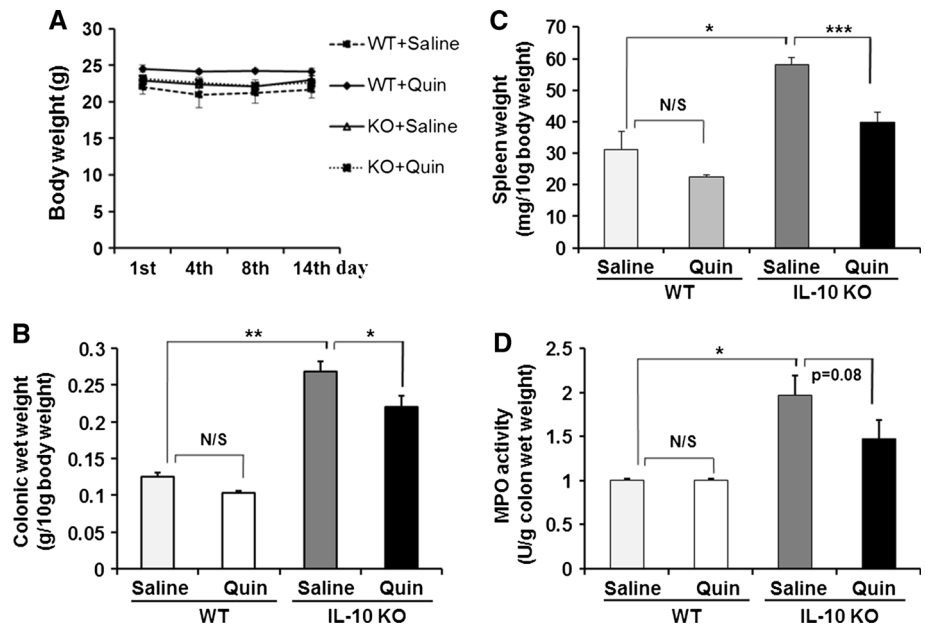 A
Body weight (g)
30
25
20
15
10
5
0
1st 4th 8th 14th day
WT+Saline
WT+Quin
KO+Saline
KO+Quin
C
Spleen weight
(mg/10g body weight)
70
60
50
40
30
20
10
0
* ***
N/S
Saline Quin Saline Quin
WT IL-10 KO
B
Colonic wet weight
(g/10g body weight)
0.3
0.25
0.2
0.15
0.1
0.05
0
** *
N/S
Saline Quin Saline Quin
WT IL-10 KO
D
MPO activity
(U/g colon wet weight)
2.5
2
1.5
1
0.5
0
*
p=0.08
N/S
Saline Quin Saline Quin
WT IL-10 KO